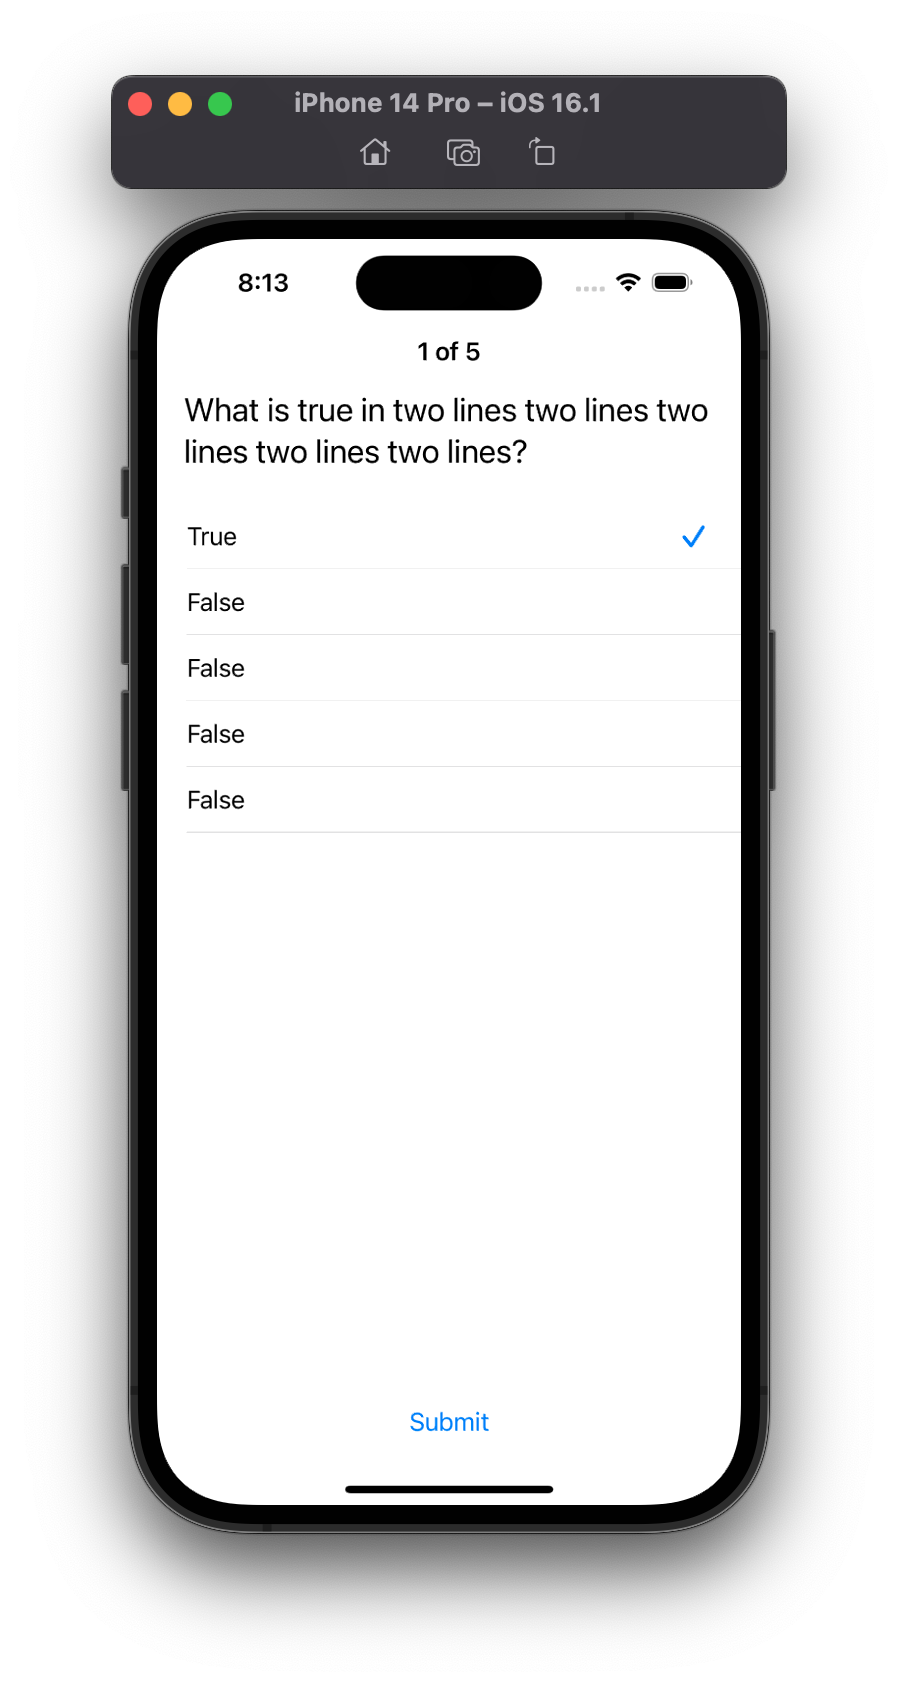 iPhone 14 Pro – iOS 16.1
8:13
1 of 5
What is true in two lines two lines two
lines two lines two lines?
True
False
False
False
False
Submit